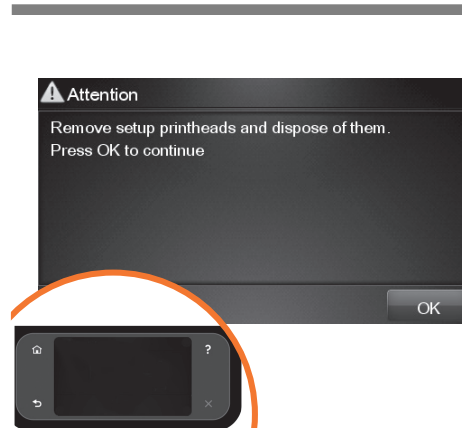 Attention
Remove setup printheads and dispose of them.
Press OK to continue
OK
?